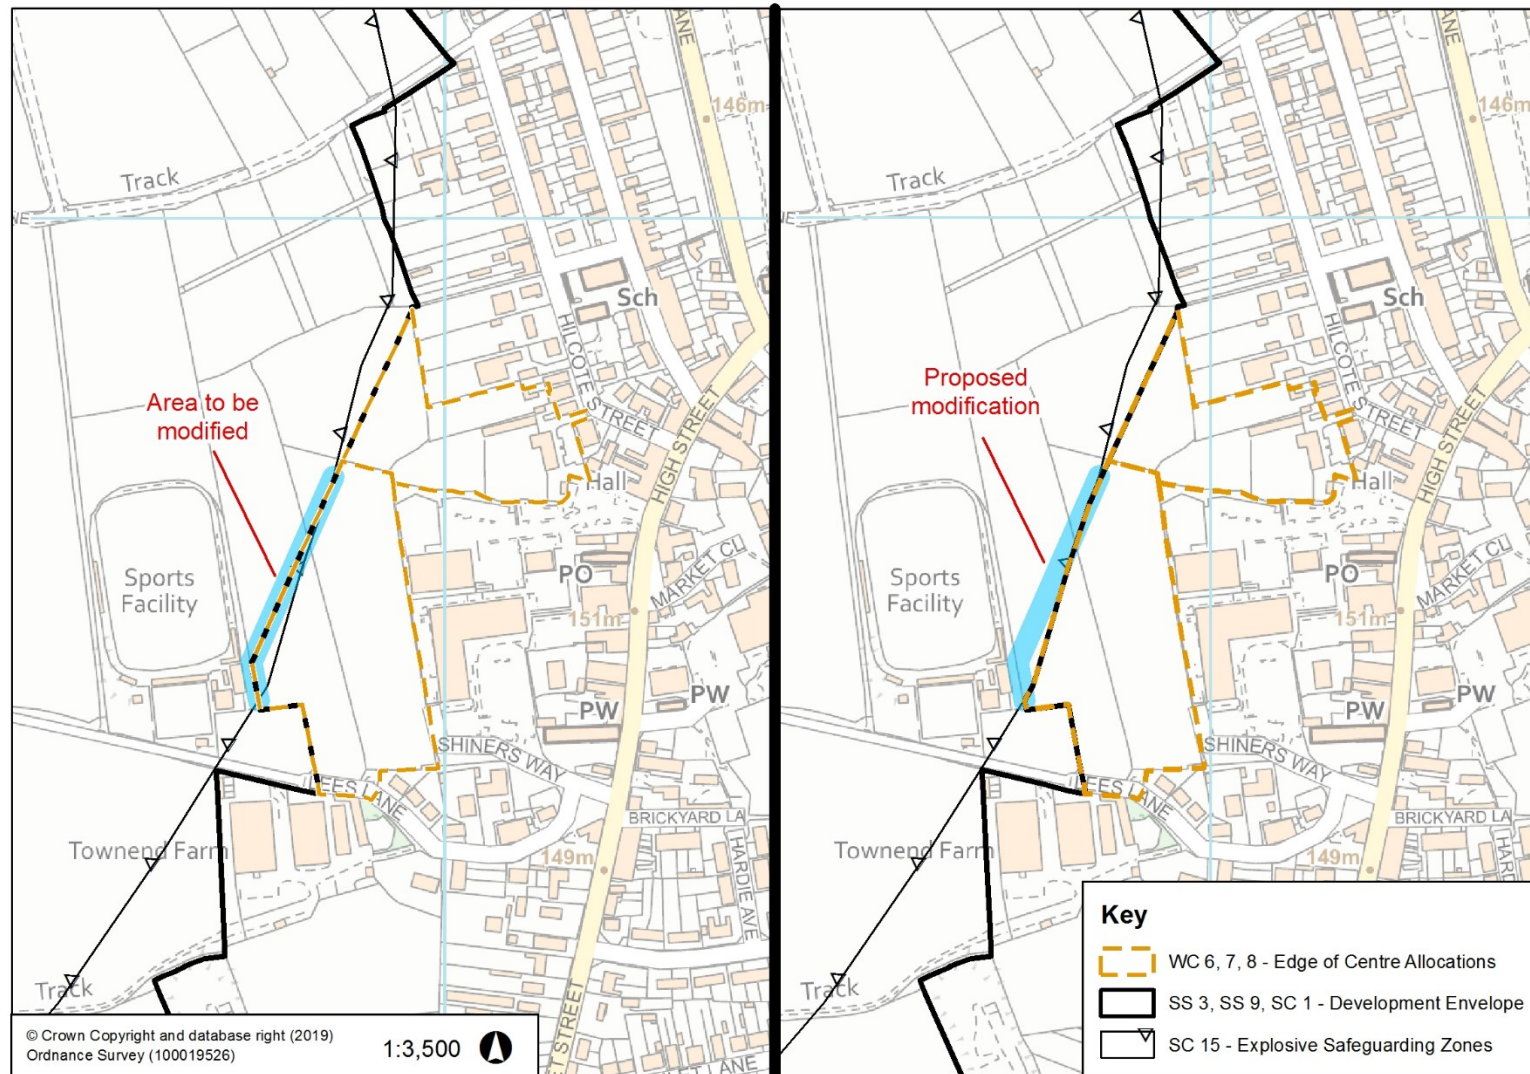 LANE
146m
Track
NE
Sch
HILCOTE STREET
Area to be
modified
HIGH STREET
Hall
Sports
Facility
PO
MARKET CL
151m
PW
PW
SHINERS WAY
LEES LANE
BRICKYARD LA
Townend Farm
149m
HARDIE AVE
Track
STREET
© Crown Copyright and database right (2019)
Ordnance Survey (100019526)
1:3,500
146m
Track
NE
Sch
HILCOTE STREET
Proposed
modification
HIGH STREET
Hall
Sports
Facility
PO
MARKET CL
151m
PW
PW
SHINERS WAY
LEES LANE
BRICKYARD LA
Townend Farm
149m
Track
Key
WC 6, 7, 8 - Edge of Centre Allocations
SS 3, SS 9, SC 1 - Development Envelope
SC 15 - Explosive Safeguarding Zones